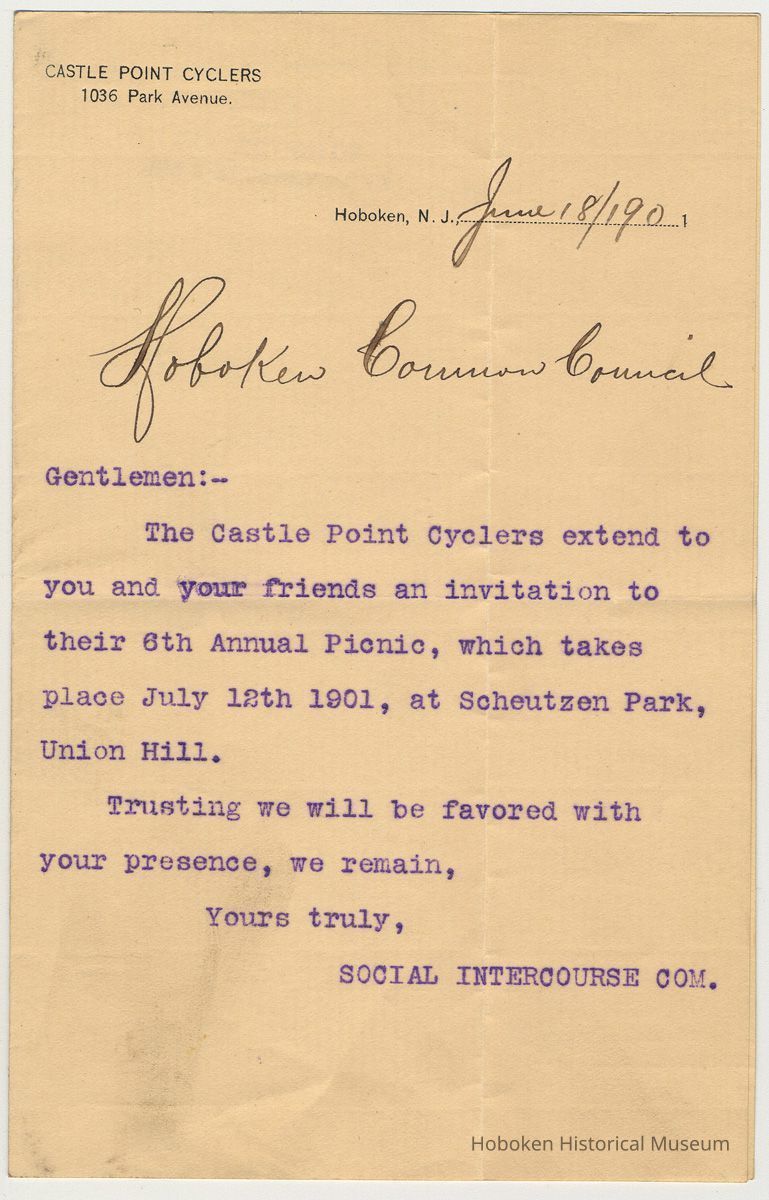 CASTLE POINT CYCLERS
1036 Park Avenue.
Hoboken, N. J., June 18/190 1
Hoboken Common Council
Gentlemen:--
The Castle Point Cyclers extend to
you and your friends an invitation to
their 6th Annual Picnic, which takes
place July 12th 1901, at Scheutzen Park,
Union Hill.
Trusting we will be favored with
your presence, we remain,
Yours truly,
SOCIAL INTERCOURSE COM.
Hoboken Historical Museum